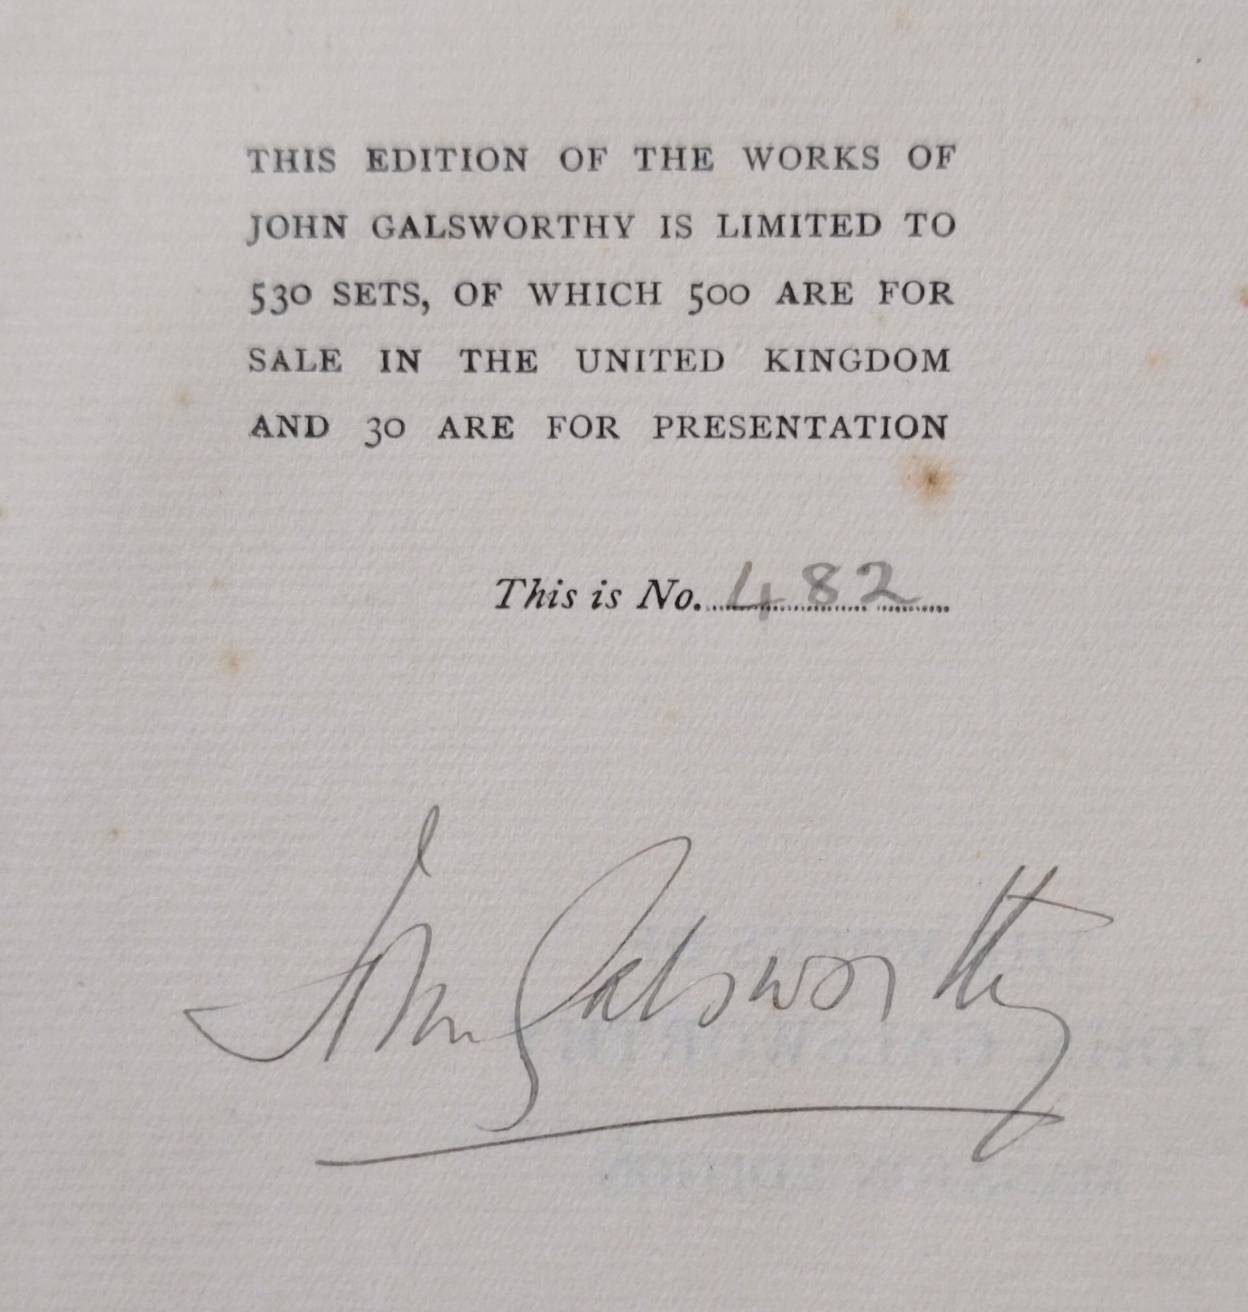 THIS EDITION OF THE WORKS OF
JOHN GALSWORTHY IS LIMITED TO
530 SETS, OF WHICH 500 ARE FOR
SALE IN THE UNITED KINGDOM
AND 30 ARE FOR PRESENTATION
This is No. 482
John Galsworthy